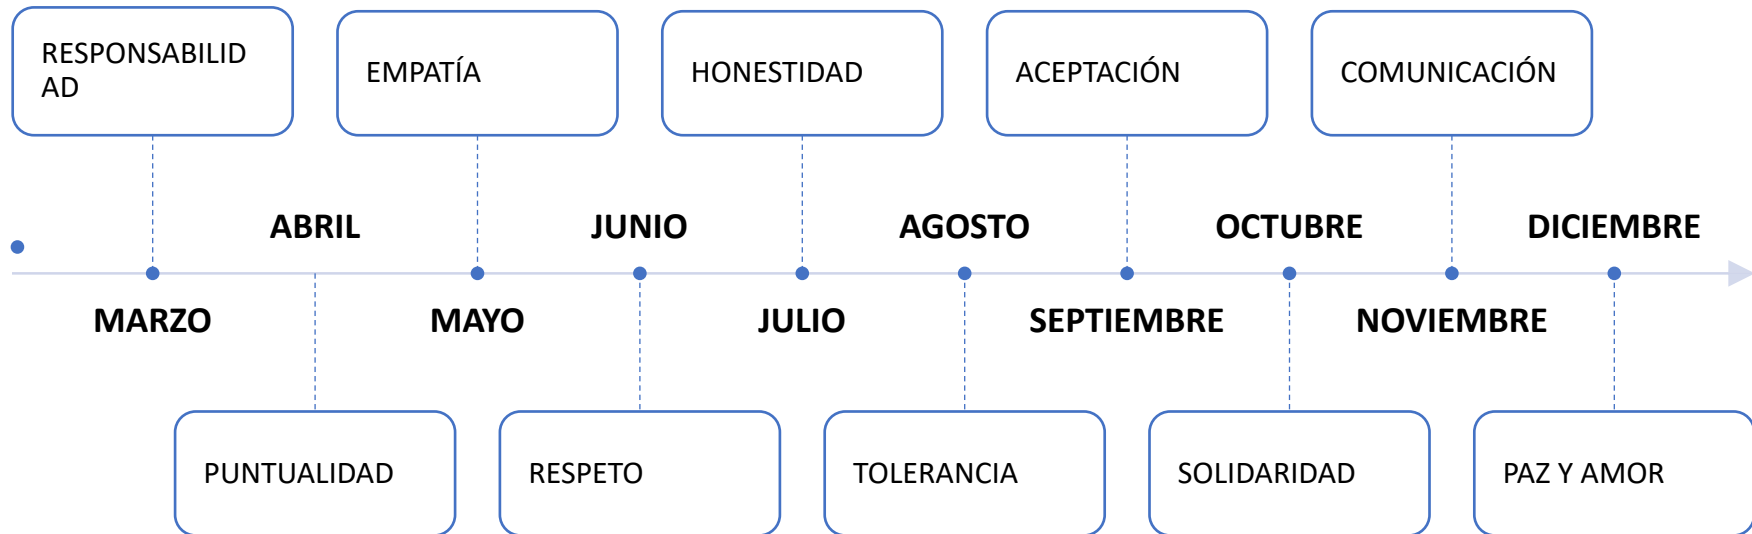 RESPONSABILID
AD
EMPATÍA
HONESTIDAD
ACEPTACIÓN
COMUNICACIÓN
ABRIL
JUNIO
AGOSTO
OCTUBRE
DICIEMBRE
MARZO
MAYO
JULIO
SEPTIEMBRE
NOVIEMBRE
PUNTUALIDAD
RESPETO
TOLERANCIA
SOLIDARIDAD
PAZ Y AMOR